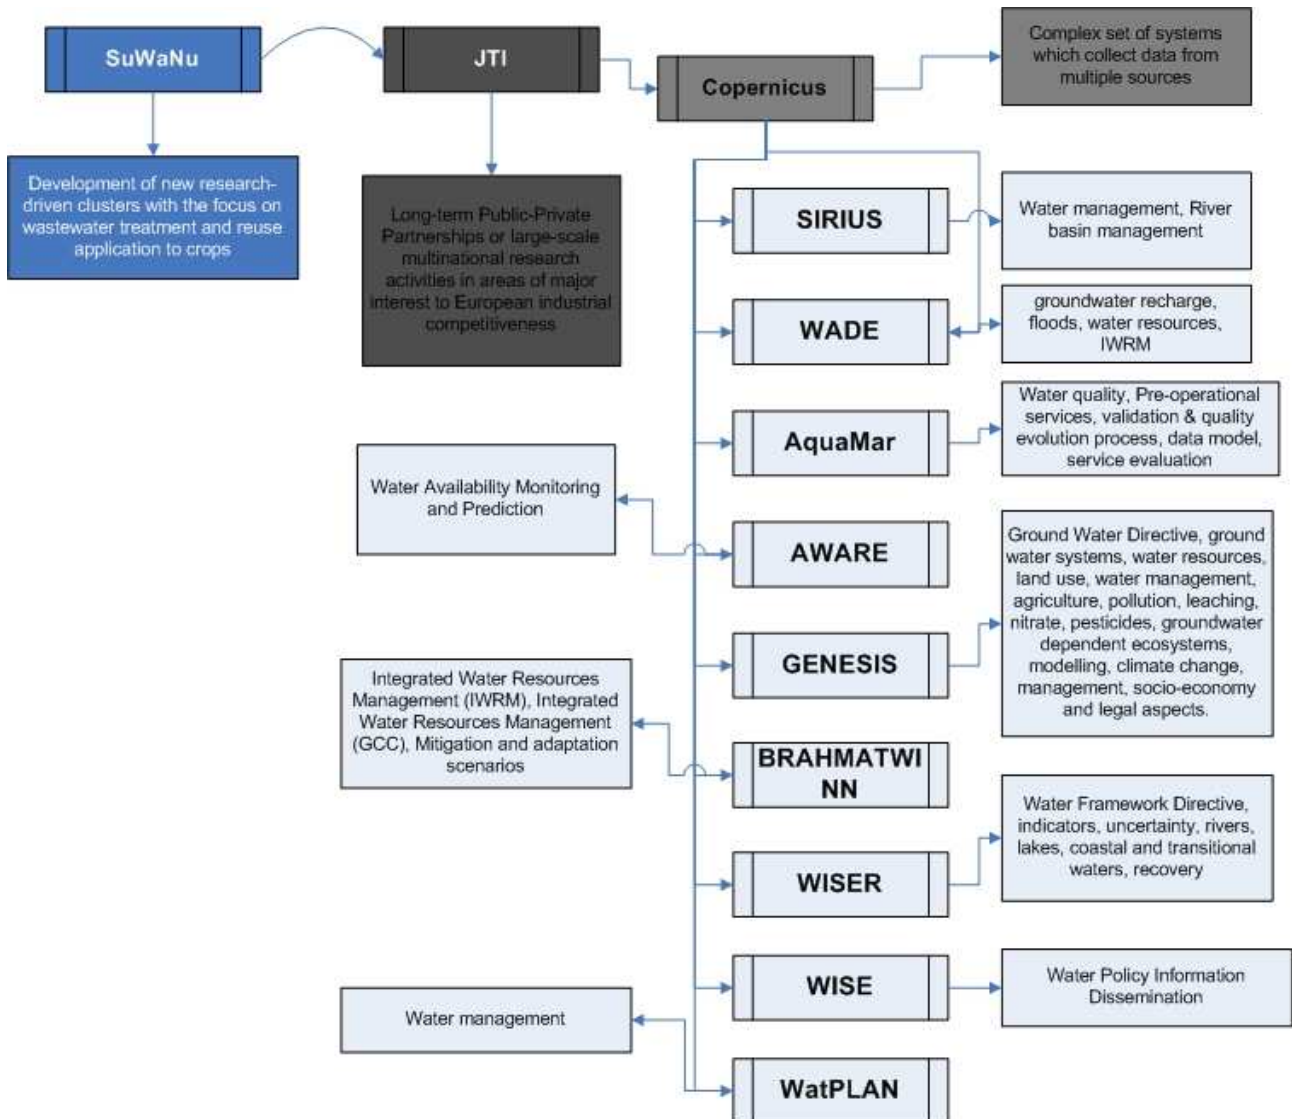 SuWaNu
JTI
Copernicus
Complex set of systems
which collect data from
multiple sources
Development of new research-
driven clusters with the focus on
wastewater treatment and reuse
application to crops
Long-term Public-Private
Partnerships or large-scale
multinational research
activities in areas of major
interest to European industrial
competitiveness
SIRIUS
Water management, River
basin management
WADE
groundwater recharge,
floods, water resources,
IWRM
AquaMar
Water quality, Pre-operational
services, validation & quality
evolution process, data model,
service evaluation
Water Availability Monitoring
and Prediction
AWARE
Ground Water Directive, ground
water systems, water resources,
land use, water management,
agriculture, pollution, leaching,
nitrate, pesticides, groundwater
dependent ecosystems,
modelling, climate change,
management, socio-economy
and legal aspects.
GENESIS
Integrated Water Resources
Management (IWRM), Integrated
Water Resources Management
(GCC), Mitigation and adaptation
scenarios
BRAHMATWI
NN
WISER
Water Framework Directive,
indicators, uncertainty, rivers,
lakes, coastal and transitional
waters, recovery
WISE
Water Policy Information
Dissemination
Water management
WatPLAN